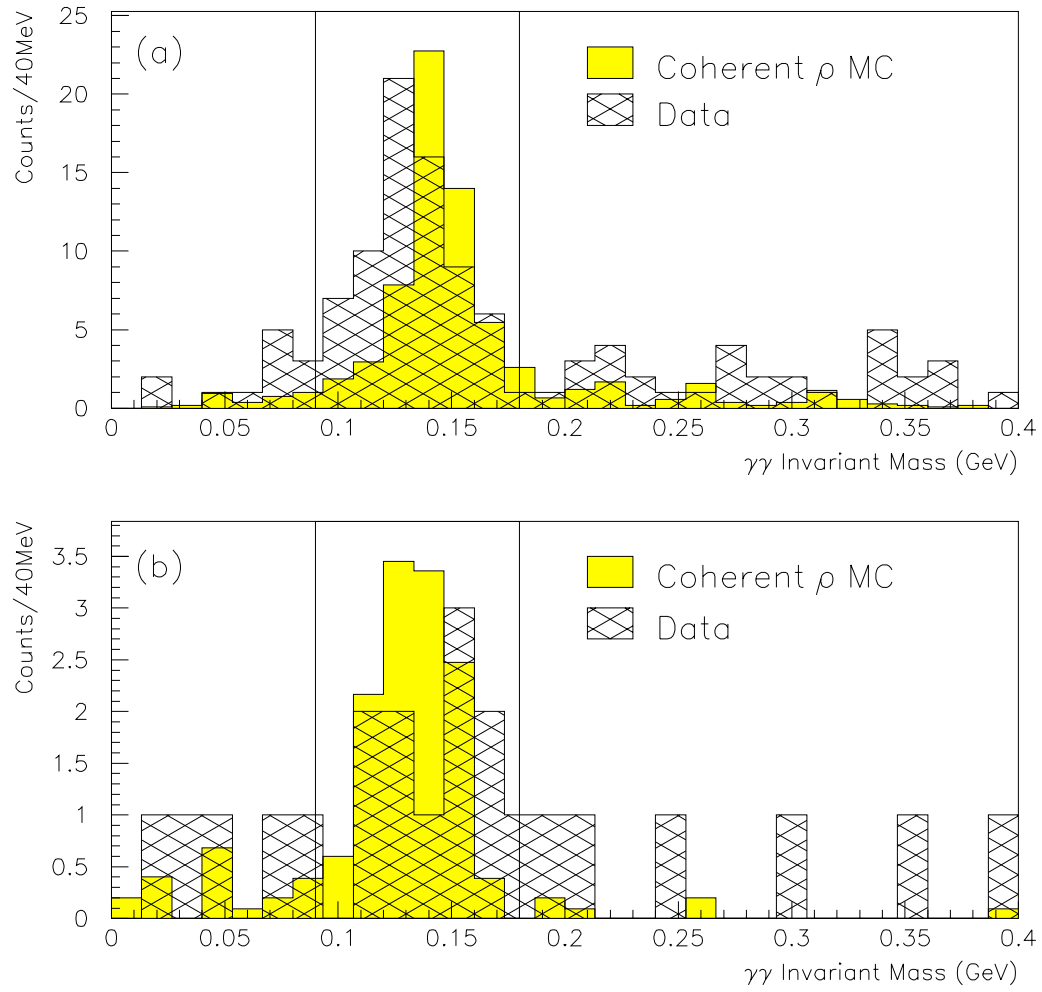 25
20
15
10
5
0
Counts/40MeV
(a)
Coherent ρ MC
Data
0 0.05 0.1 0.15 0.2 0.25 0.3 0.35 0.4
γγ Invariant Mass (GeV)
3.5
3
2.5
2
1.5
1
0.5
0
Counts/40MeV
(b)
Coherent ρ MC
Data
0 0.05 0.1 0.15 0.2 0.25 0.3 0.35 0.4
γγ Invariant Mass (GeV)